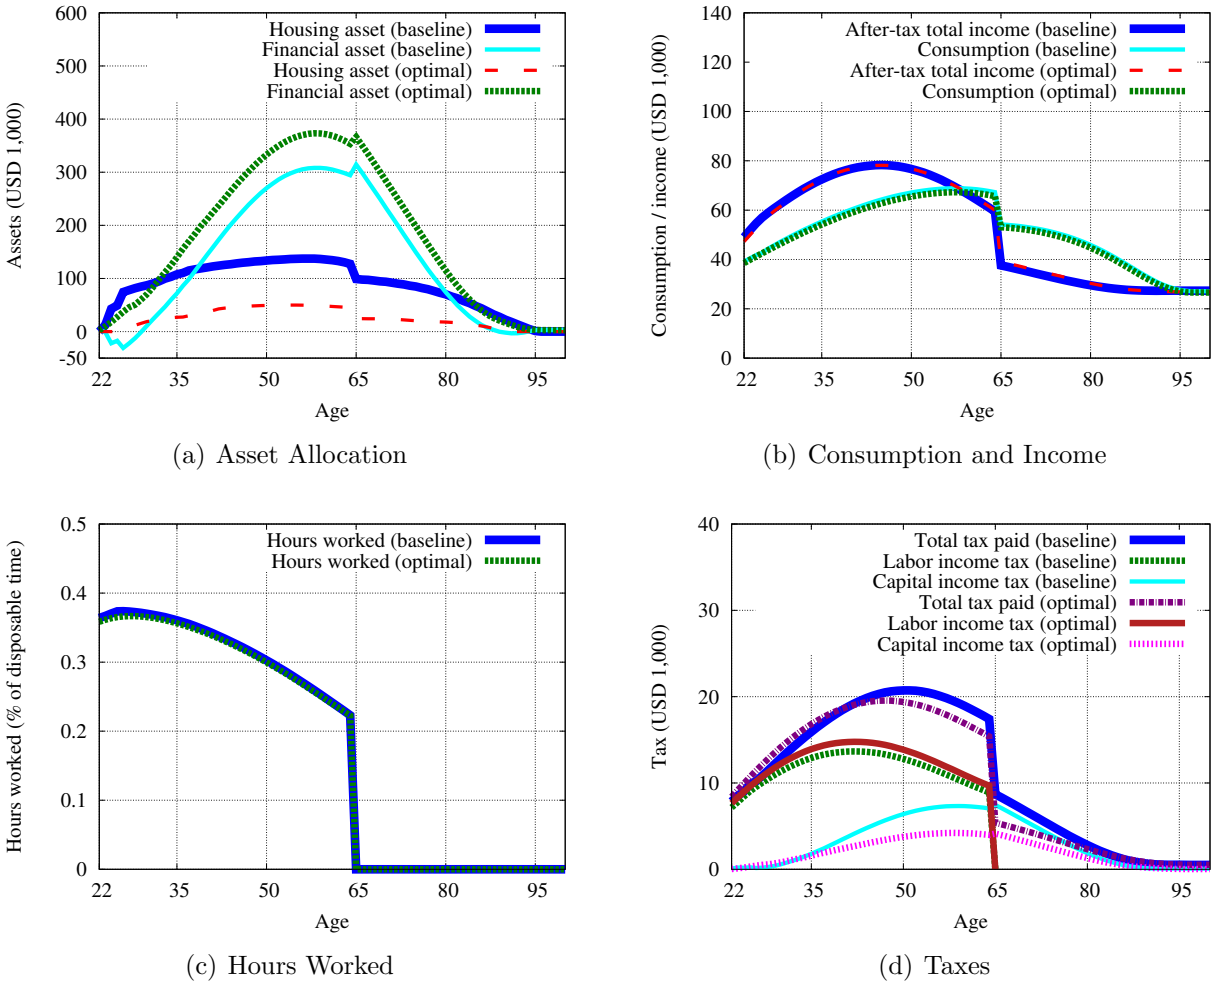 Assets (USD 1,000)
600
500
400
300
200
100
0
-50
Housing asset (baseline)
Financial asset (baseline)
Housing asset (optimal)
Financial asset (optimal)
22 35 50 65 80 95
Age
(a) Asset Allocation
Consumption / income (USD 1,000)
140
120
100
80
60
40
20
0
After-tax total income (baseline)
Consumption (baseline)
After-tax total income (optimal)
Consumption (optimal)
22 35 50 65 80 95
Age
(b) Consumption and Income
Hours worked (% of disposable time)
0.5
0.4
0.3
0.2
0.1
0
Hours worked (baseline)
Hours worked (optimal)
22 35 50 65 80 95
Age
(c) Hours Worked
Tax (USD 1,000)
40
30
20
10
0
Total tax paid (baseline)
Labor income tax (baseline)
Capital income tax (baseline)
Total tax paid (optimal)
Labor income tax (optimal)
Capital income tax (optimal)
22 35 50 65 80 95
Age
(d) Taxes